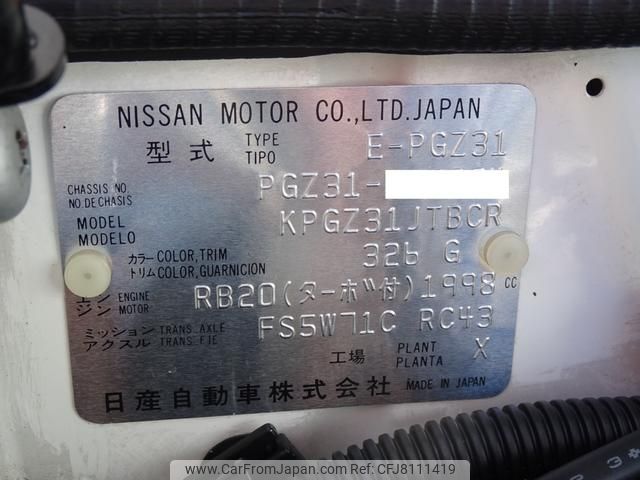 NISSAN MOTOR CO.,LTD.JAPAN
型式 TYPE TIPO E-PGZ31
CHASSIS NO. NO.DE CHASIS PGZ31-
MODEL MODELO KPGZ31JTBCR
カラー COLOR,TRIM トリム COLOR,GUARNICION 326 G
エンジン ENGINE MOTOR RB20(ターボ付) 1998 CC
ミッション アクスル TRANS.AXLE TRANS.EJE FS5W71C RC43
工場 PLANT PLANTA X
日産自動車株式会社 MADE IN JAPAN
© CarFromJapan.com - CFJ8111419